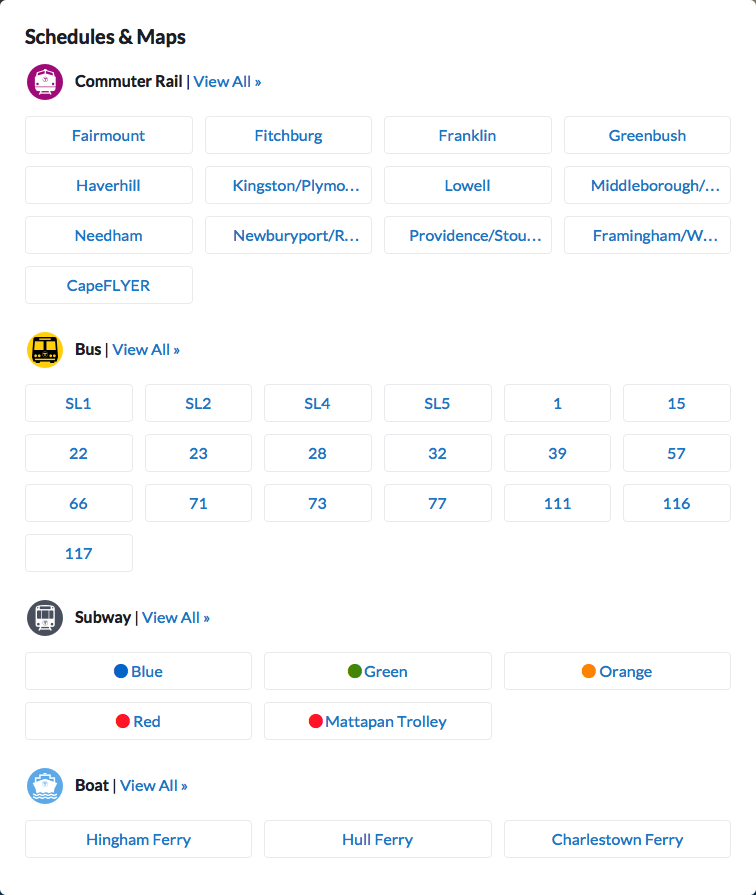 Schedules & Maps
Commuter Rail | View All »
Fairmount Fitchburg Franklin Greenbush
Haverhill Kingston/Plymo... Lowell Middleborough/...
Needham Newburyport/R... Providence/Stou... Framingham/W...
CapeFLYER
Bus | View All »
SL1 SL2 SL4 SL5 1 15
22 23 28 32 39 57
66 71 73 77 111 116
117
Subway | View All »
Blue Green Orange
Red Mattapan Trolley
Boat | View All »
Hingham Ferry Hull Ferry Charlestown Ferry